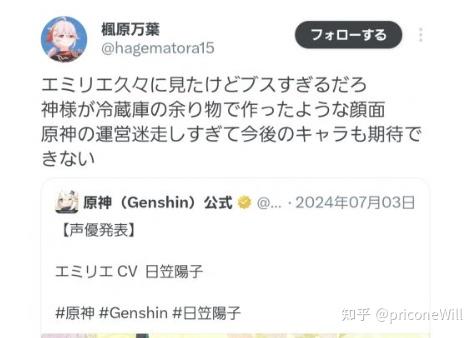 楓原万葉
フォローする
@hagematora15
エミリエ久々に見たけどブスすぎるだろ
神様が冷蔵庫の余り物で作ったような顔面
原神の運営迷走しすぎて今後のキャラも期待で
きない
原神（Genshin）公式 @... · 2024年07月03日
【声優発表】
エミリエ CV 日笠陽子
#原神 #Genshin #日笠陽子
知乎 @priconeWill